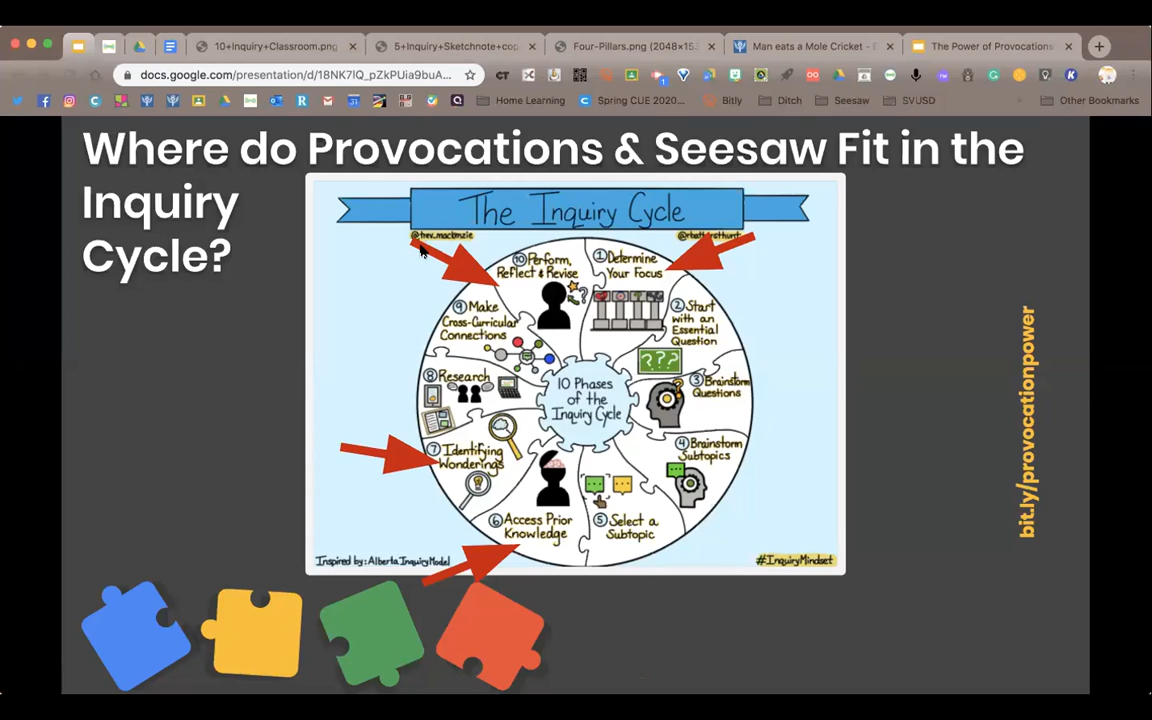 10+Inquiry+Classroom.png
5+Inquiry+Sketchnote+cop
Four-Pillars.png (2048×15
Man eats a Mole Cricket -
The Power of Provocations
docs.google.com/presentation/d/18NK7IQ_pZkPUia9buA...
Home Learning
Spring CUE 2020...
Bitly
Ditch
Seesaw
SVUSD
Other Bookmarks
Where do Provocations & Seesaw Fit in the
Inquiry
Cycle?
The Inquiry Cycle
@trev_mackenzie
① Determine
Your Focus
② Start
with an
Essential
Question
③ Brainstorm
Questions
④ Brainstorm
Subtopics
⑤ Select a
Subtopic
⑥ Access Prior
Knowledge
⑦ Identifying
Wonderings
⑧ Research
⑨ Make
Cross-Curricular
Connections
⑩ Perform,
Reflect & Revise
10 Phases
of the
Inquiry Cycle
Inspired by: Alberta Inquiry Model
#InquiryMindset
bit.ly/provocationpower